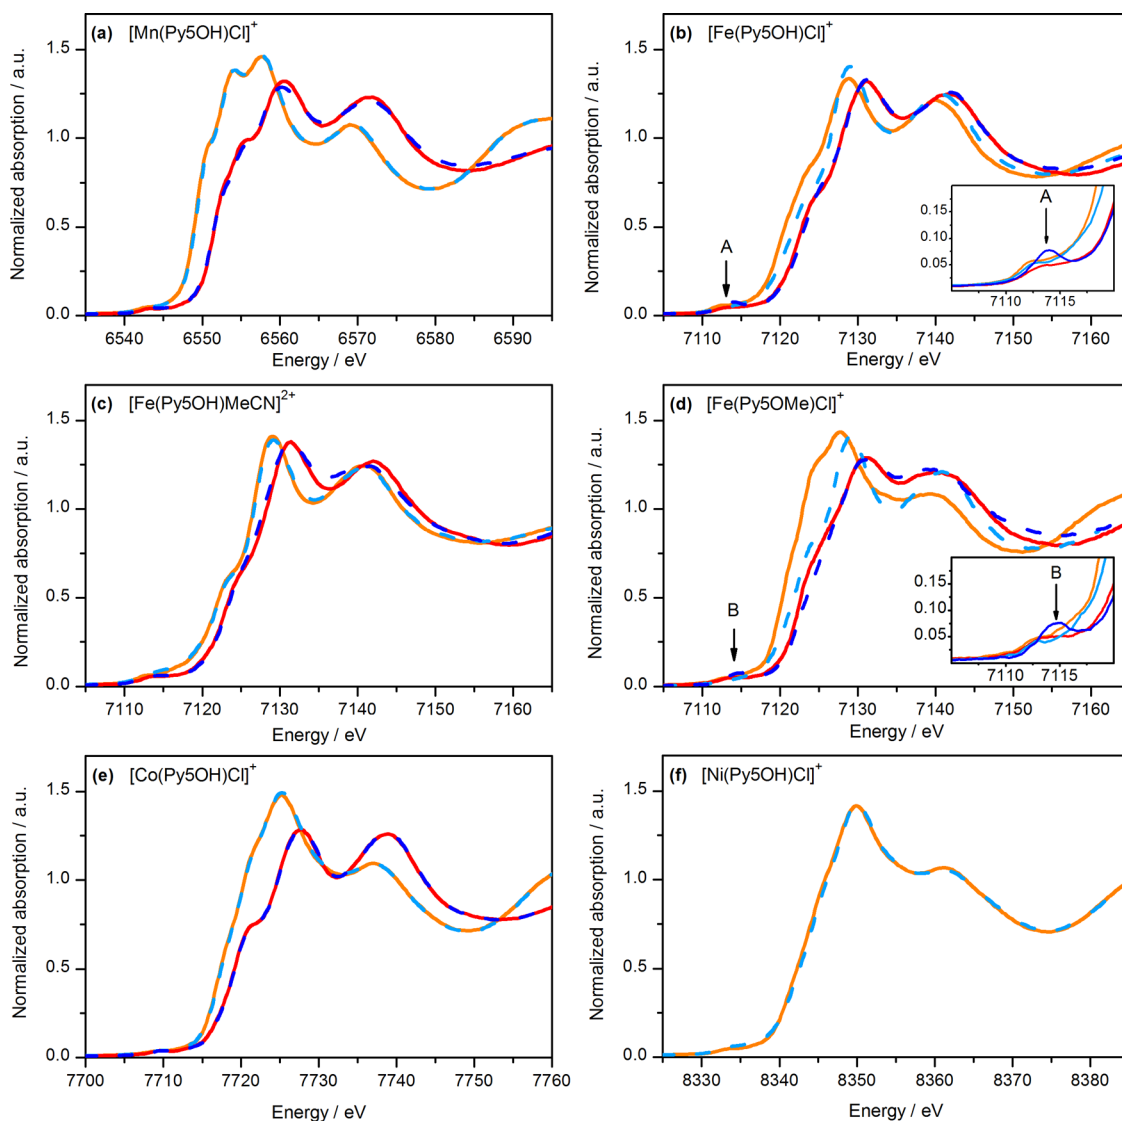 (a) [Mn(Py5OH)Cl]⁺
Normalized absorption / a.u.
1.5
1.0
0.5
0.0
6540 6550 6560 6570 6580 6590
Energy / eV
(b) [Fe(Py5OH)Cl]⁺
Normalized absorption / a.u.
1.5
1.0
0.5
0.0
A
A
0.15
0.10
0.05
7110 7115
7110 7120 7130 7140 7150 7160
Energy / eV
(c) [Fe(Py5OH)MeCN]²⁺
Normalized absorption / a.u.
1.5
1.0
0.5
0.0
7110 7120 7130 7140 7150 7160
Energy / eV
(d) [Fe(Py5OMe)Cl]⁺
Normalized absorption / a.u.
1.5
1.0
0.5
0.0
B
B
0.15
0.10
0.05
7110 7115
7110 7120 7130 7140 7150 7160
Energy / eV
(e) [Co(Py5OH)Cl]⁺
Normalized absorption / a.u.
1.5
1.0
0.5
0.0
7700 7710 7720 7730 7740 7750 7760
Energy / eV
(f) [Ni(Py5OH)Cl]⁺
Normalized absorption / a.u.
1.5
1.0
0.5
0.0
8330 8340 8350 8360 8370 8380
Energy / eV